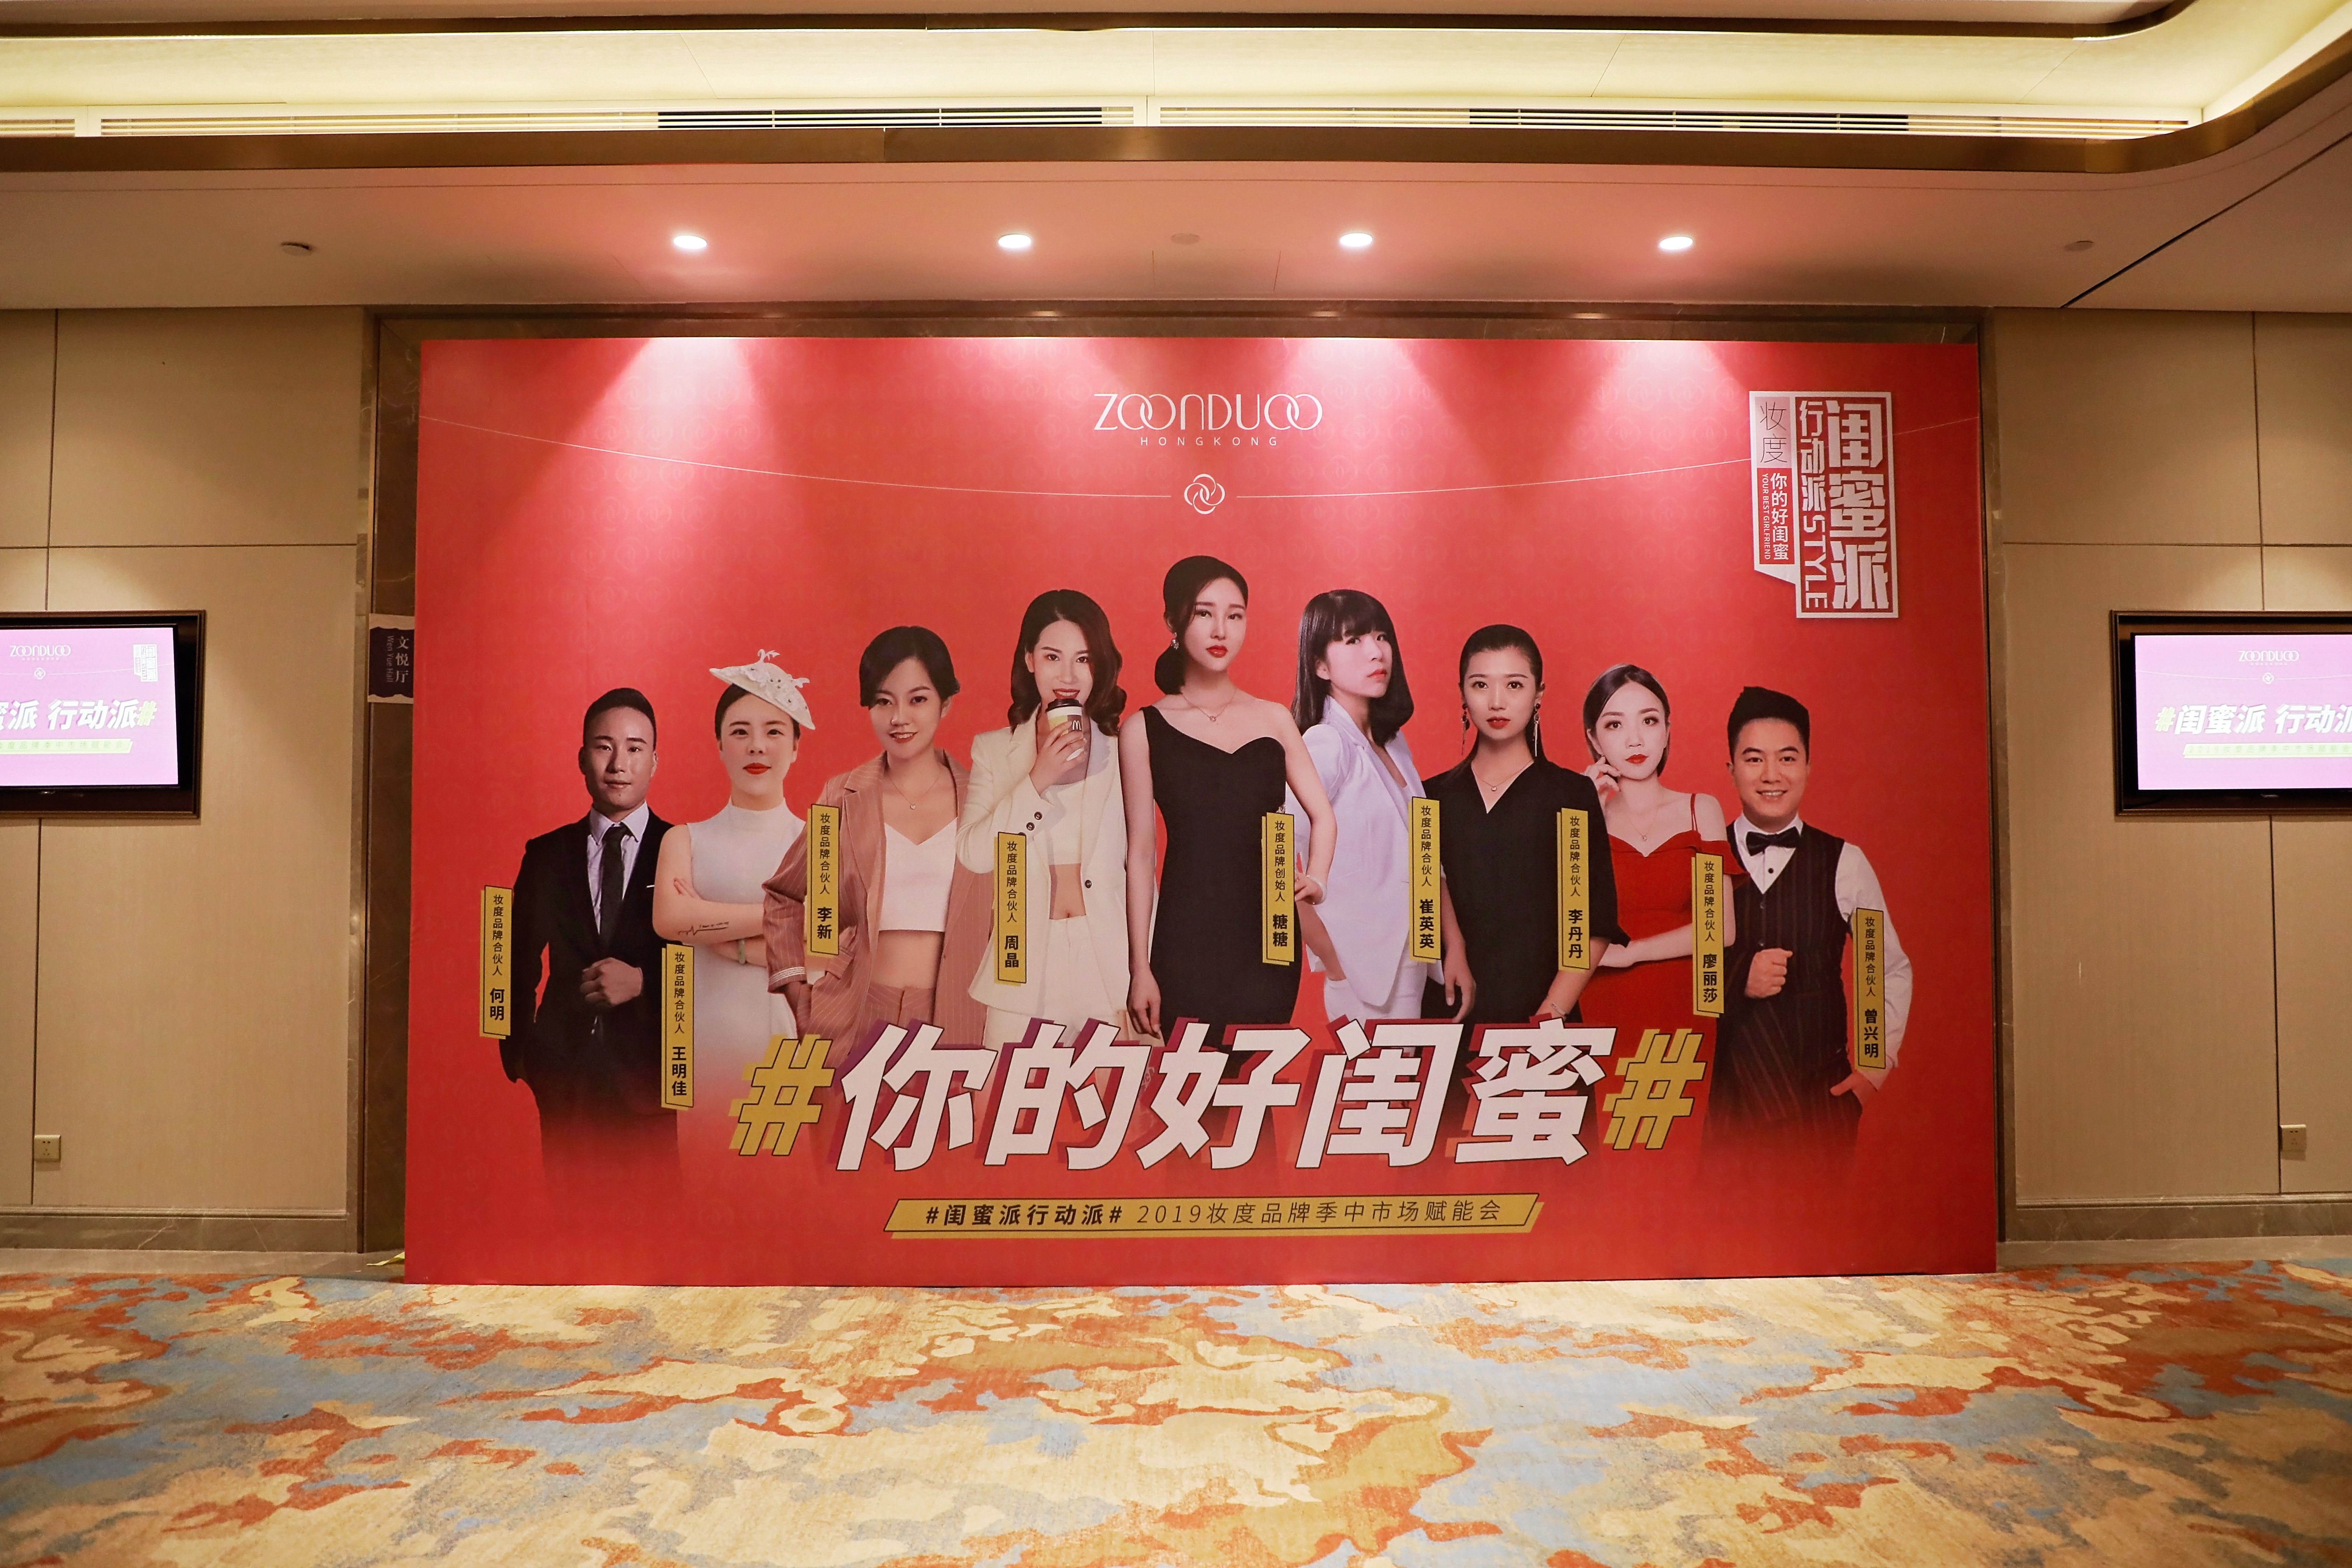 ZOONDUOO
HONGKONG
闺蜜派
行动派STYLE
妆度
你的好闺蜜
YOUR BEST GIRLFRIEND
文悦厅
Wen Yue Hall
ZOONDUOO
蜜派 行动派#
ZOONDUOO
#闺蜜派 行动派
妆度品牌合伙人 何明
妆度品牌合伙人 王明佳
妆度品牌合伙人 李新
妆度品牌合伙人 周晶
妆度品牌创始人 糖糖
妆度品牌合伙人 崔英英
妆度品牌合伙人 李丹丹
妆度品牌合伙人 廖丽莎
妆度品牌合伙人 曾兴明
#你的好闺蜜#
#闺蜜派行动派# 2019妆度品牌季中市场赋能会